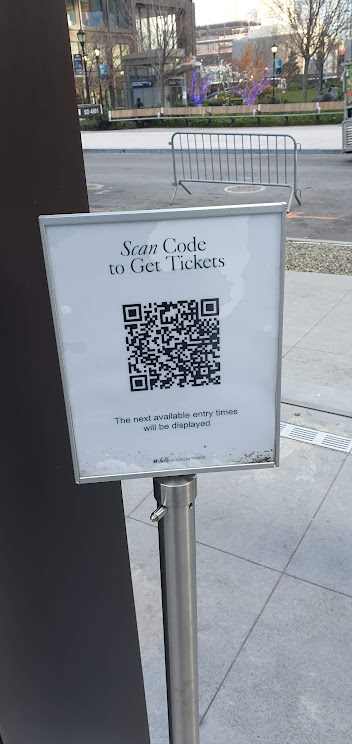 Scan Code
to Get Tickets
The next available entry times
will be displayed